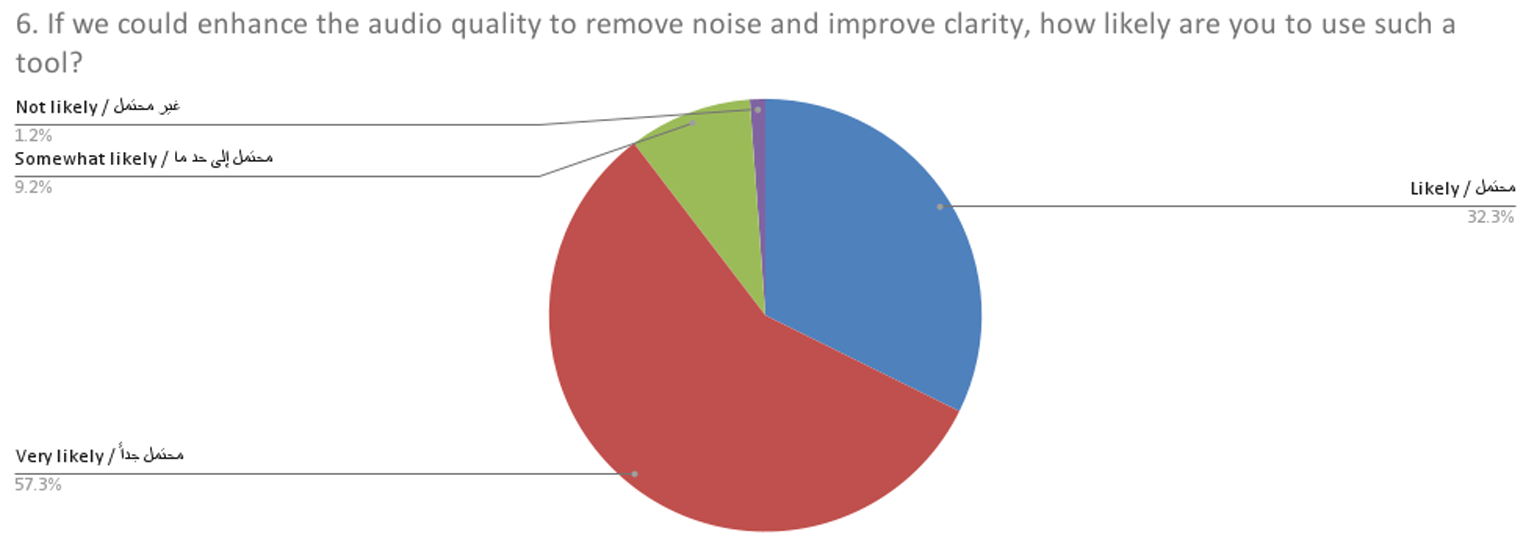 6. If we could enhance the audio quality to remove noise and improve clarity, how likely are you to use such a
tool?
Not likely / غير محتمل
1.2%
Somewhat likely / محتمل إلى حد ما
9.2%
Likely / محتمل
32.3%
Very likely / محتمل جداً
57.3%